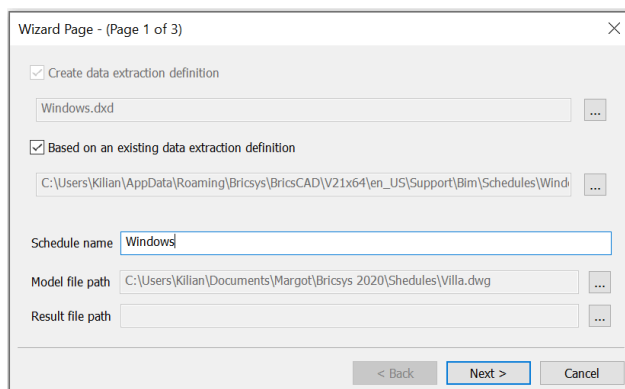 Wizard Page - (Page 1 of 3)
Create data extraction definition
Windows.dxd
...
Based on an existing data extraction definition
C:\Users\Kilian\AppData\Roaming\Bricsys\BricsCAD\V21x64\en_US\Support\Bim\Schedules\Wind
...
Schedule name Windows
Model file path C:\Users\Kilian\Documents\Margot\Bricsys 2020\Shedules\Villa.dwg ...
Result file path ...
< Back Next > Cancel